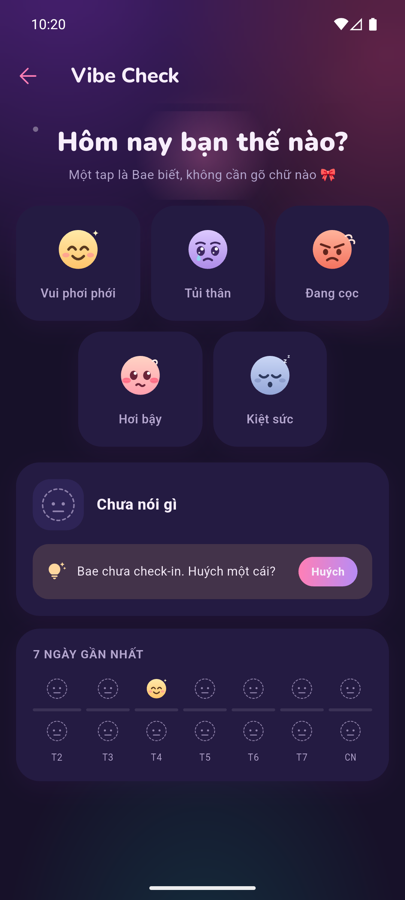 10:20
Vibe Check
Hôm nay bạn thế nào?
Một tap là Bae biết, không cần gõ chữ nào 🎀
Vui phơi phới
Tủi thân
Đang cọc
Hơi bậy
Kiệt sức
Chưa nói gì
Bae chưa check-in. Huých một cái?
Huých
7 NGÀY GẦN NHẤT
T2
T3
T4
T5
T6
T7
CN